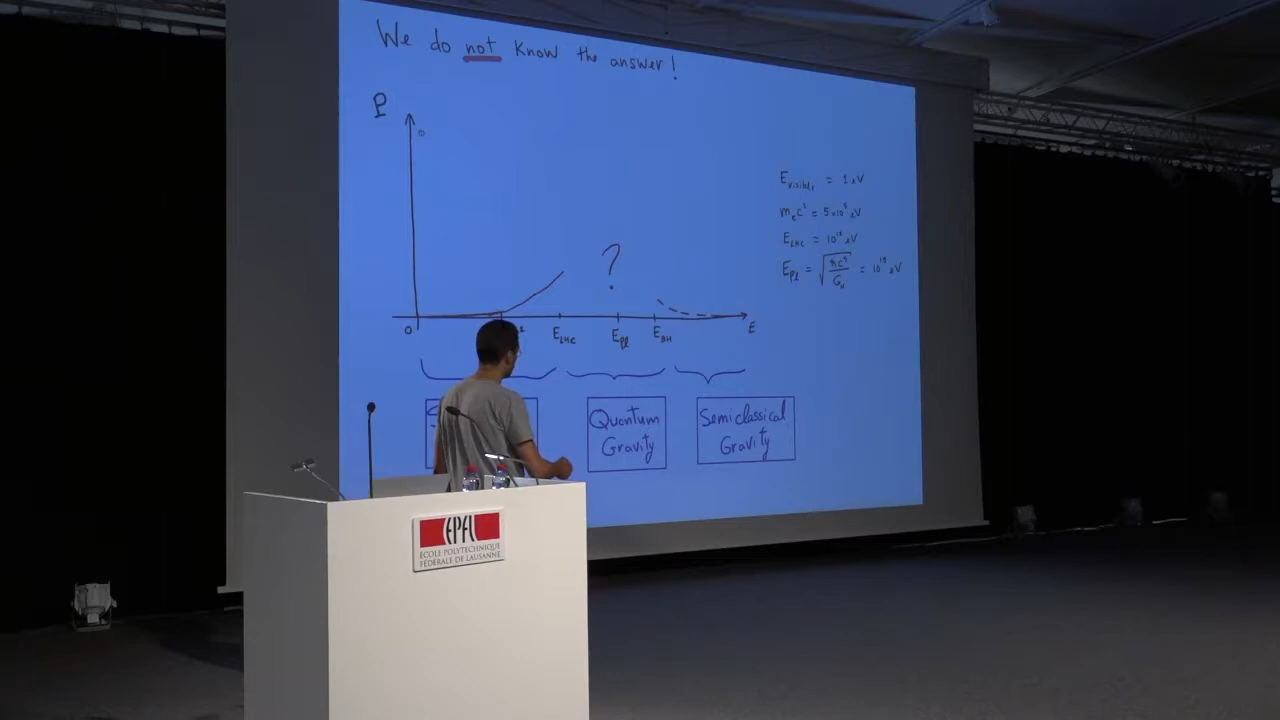 We do not know the answer!
P
E_visible = 1 eV
m_e c² = 5×10⁵ eV
E_LHC = 10¹³ eV
E_pl = √(ħc⁵/G_N) = 10²⁸ eV
?
0 E_LHC E_pl E_BH E
Quantum
Gravity
Semiclassical
Gravity
EPFL
ÉCOLE POLYTECHNIQUE
FÉDÉRALE DE LAUSANNE